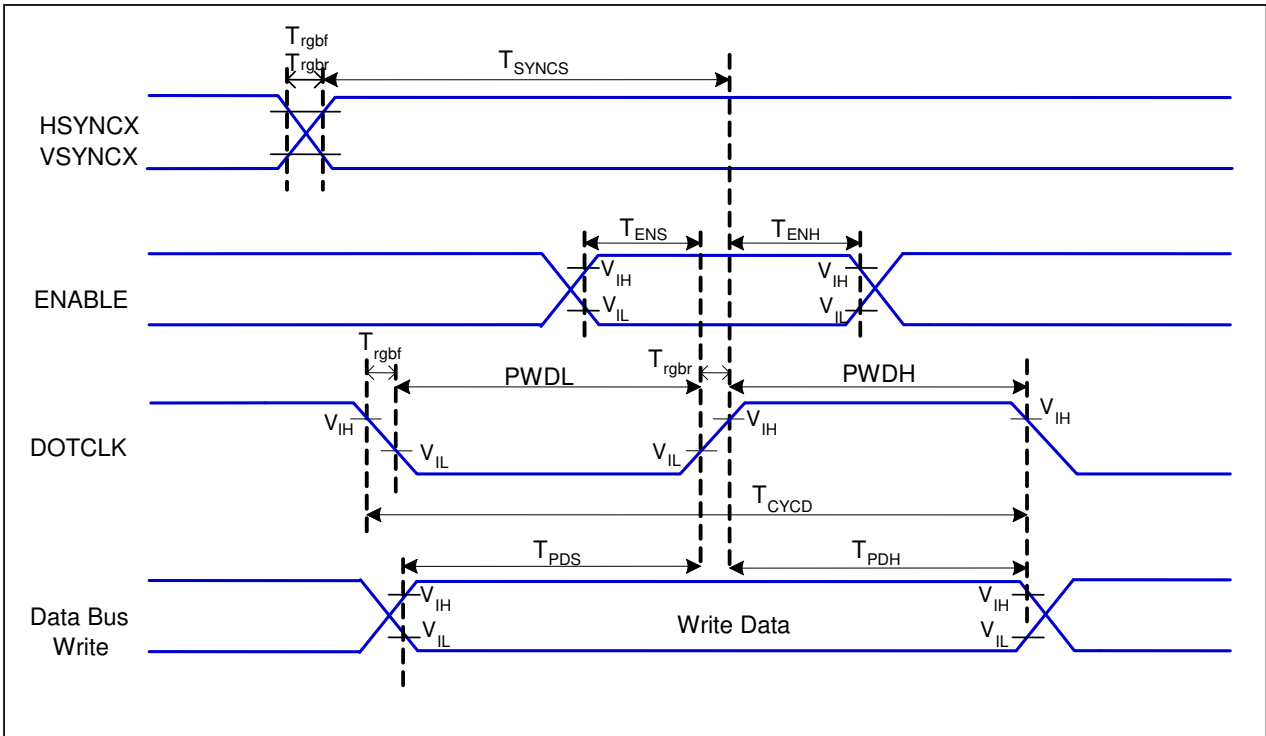 Trgbf
Trgbr
TSYNCS
HSYNCX
VSYNCX
TENS
TENH
VIH
VIH
ENABLE
VIL
VIL
Trgbf
PWDL
Trgbr
PWDH
VIH
VIH
VIH
DOTCLK
VIL
VIL
TCYCD
TPDS
TPDH
VIH
VIH
Data Bus
Write
Write Data
VIL
VIL